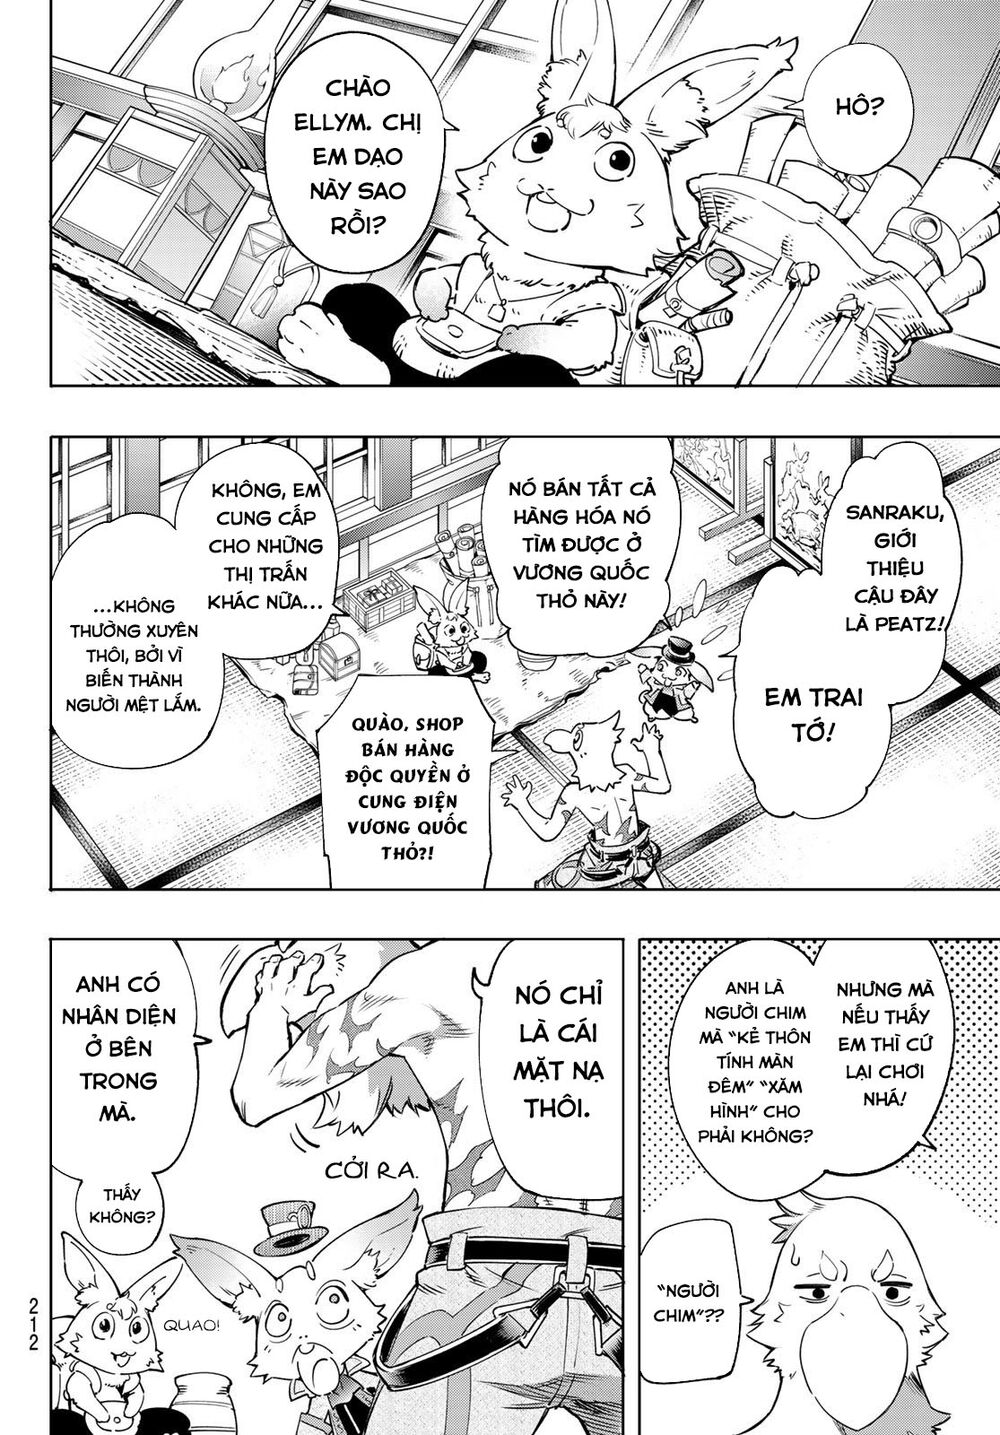 HÔ?
CHÀO
ELLYM. CHỊ
EM DẠO
NÀY SAO
RỒI?
SANRAKU,
GIỚI
THIỆU
CẬU ĐÂY
LÀ PEATZ!
EM TRAI
TỚ!
NÓ BÁN TẤT CẢ
HÀNG HÓA NÓ
TÌM ĐƯỢC Ở
VƯƠNG QUỐC
THỎ NÀY!
QUÀO, SHOP
BÁN HÀNG
ĐỘC QUYỀN Ở
CUNG ĐIỆN
VƯƠNG QUỐC
THỎ?!
KHÔNG, EM
CUNG CẤP
CHO NHỮNG
THỊ TRẤN
KHÁC NỮA...
...KHÔNG
THƯỜNG XUYÊN
THÔI, BỞI VÌ
BIẾN THÀNH
NGƯỜI MỆT LẮM.
NHƯNG MÀ
NẾU THẤY
EM THÌ CỨ
LẠI CHƠI
NHÁ!
ANH LÀ
NGƯỜI CHIM
MÀ "KẺ THÔN
TÍNH MÀN
ĐÊM" "XĂM
HÌNH" CHO
PHẢI KHÔNG?
"NGƯỜI
CHIM"??
NÓ CHỈ
LÀ CÁI
MẶT NẠ
THÔI.
CỞI RA.
ANH CÓ
NHÂN DIỆN
Ở BÊN
TRONG
MÀ.
THẤY
KHÔNG?
QUAO!
212